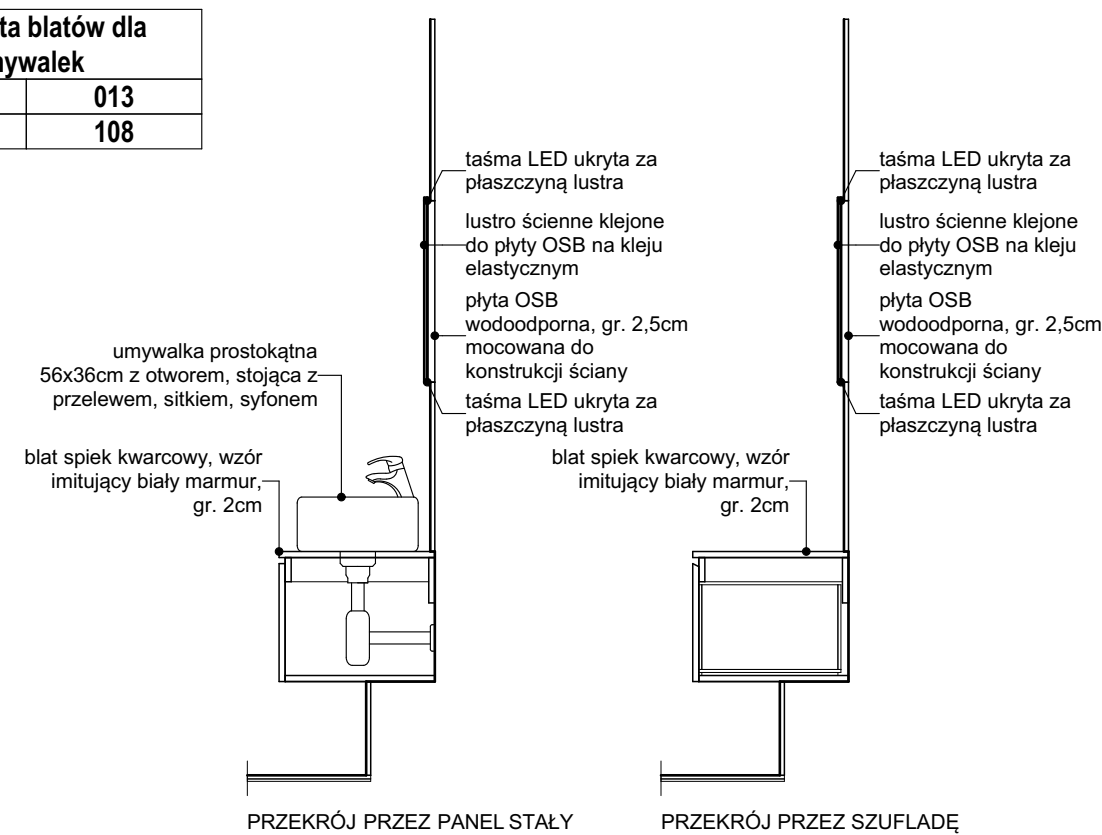 ta blatów dla
ywalek
013
108
taśma LED ukryta za
płaszczyną lustra
lustro ścienne klejone
do płyty OSB na kleju
elastycznym
płyta OSB
wodoodporna, gr. 2,5cm
mocowana do
konstrukcji ściany
taśma LED ukryta za
płaszczyną lustra
umywalka prostokątna
56x36cm z otworem, stojąca z
przelewem, sitkiem, syfonem
blat spiek kwarcowy, wzór
imitujący biały marmur,
gr. 2cm
PRZEKRÓJ PRZEZ PANEL STAŁY
taśma LED ukryta za
płaszczyną lustra
lustro ścienne klejone
do płyty OSB na kleju
elastycznym
płyta OSB
wodoodporna, gr. 2,5cm
mocowana do
konstrukcji ściany
taśma LED ukryta za
płaszczyną lustra
blat spiek kwarcowy, wzór
imitujący biały marmur,
gr. 2cm
PRZEKRÓJ PRZEZ SZUFLADĘ